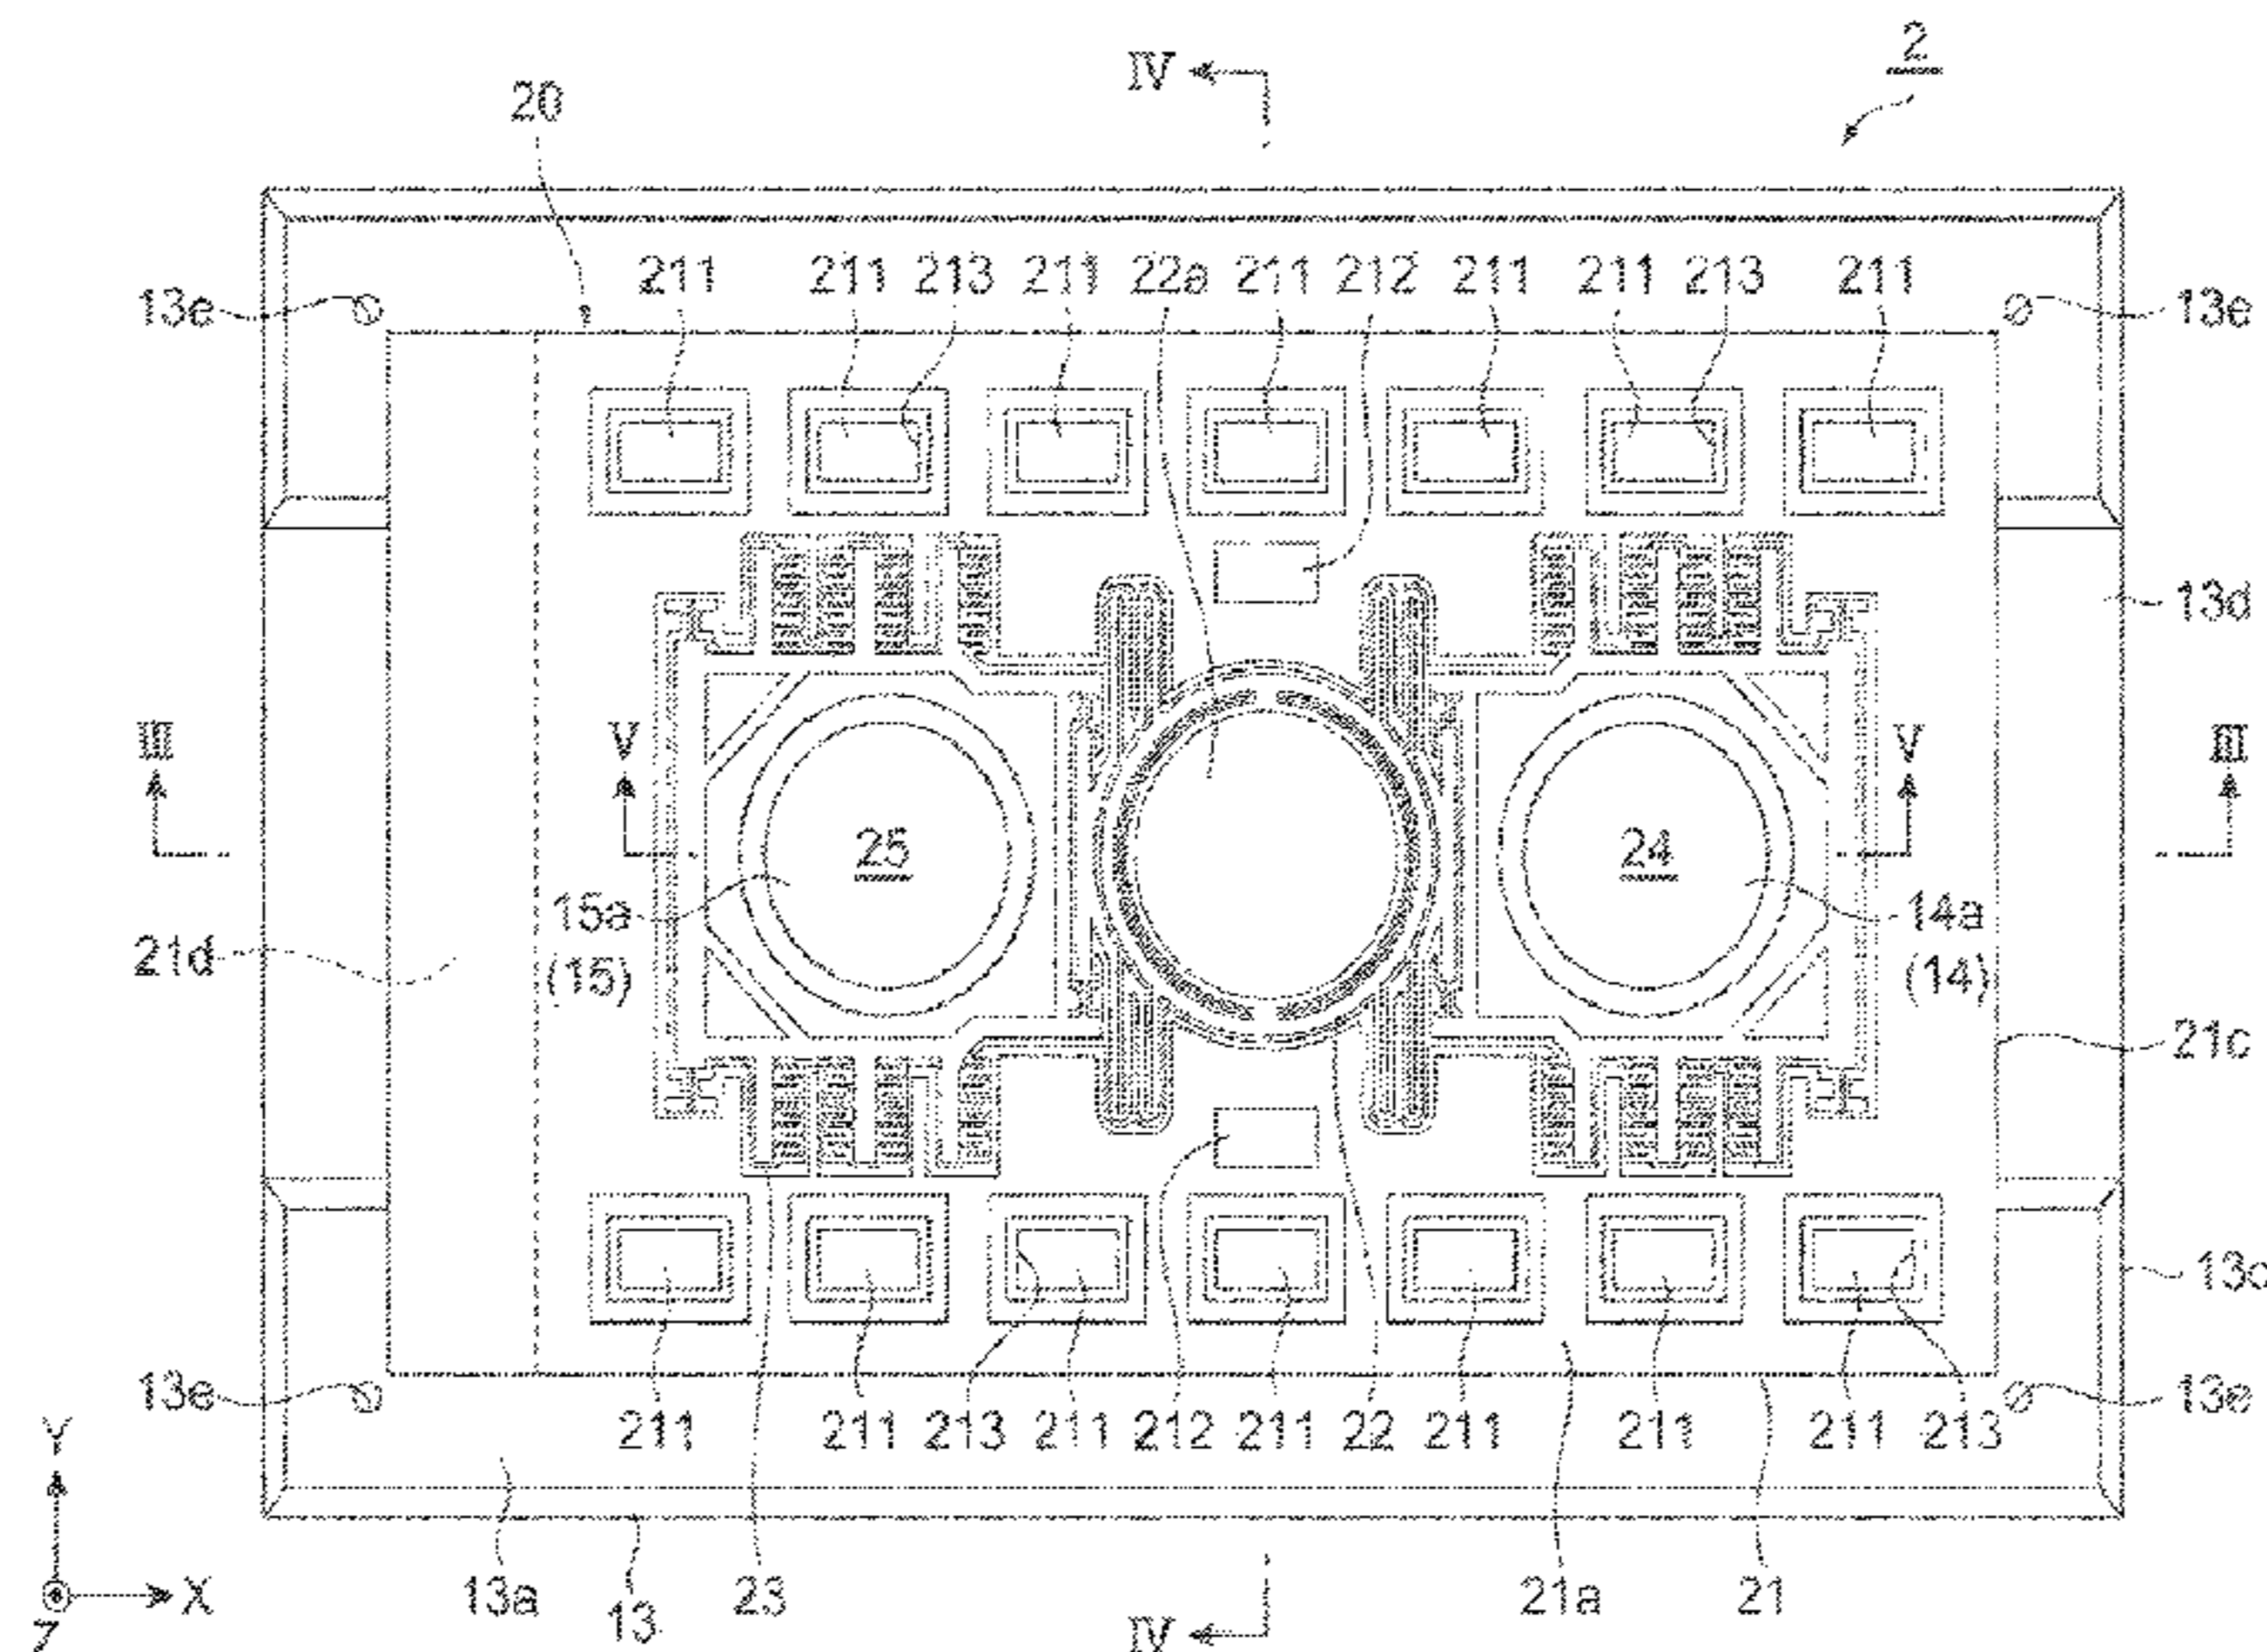 2
IV
20
211 211 213 211 22a 211 212 211 211 213 211
13e 13e
13d
III V V III
25 24
15a 14a
21d (15) (14)
21c
13c
13e 13e
211 211 213 211 212 211 22 211 211 211 213
Y
13a 13 23 21a 21
X
Z IV